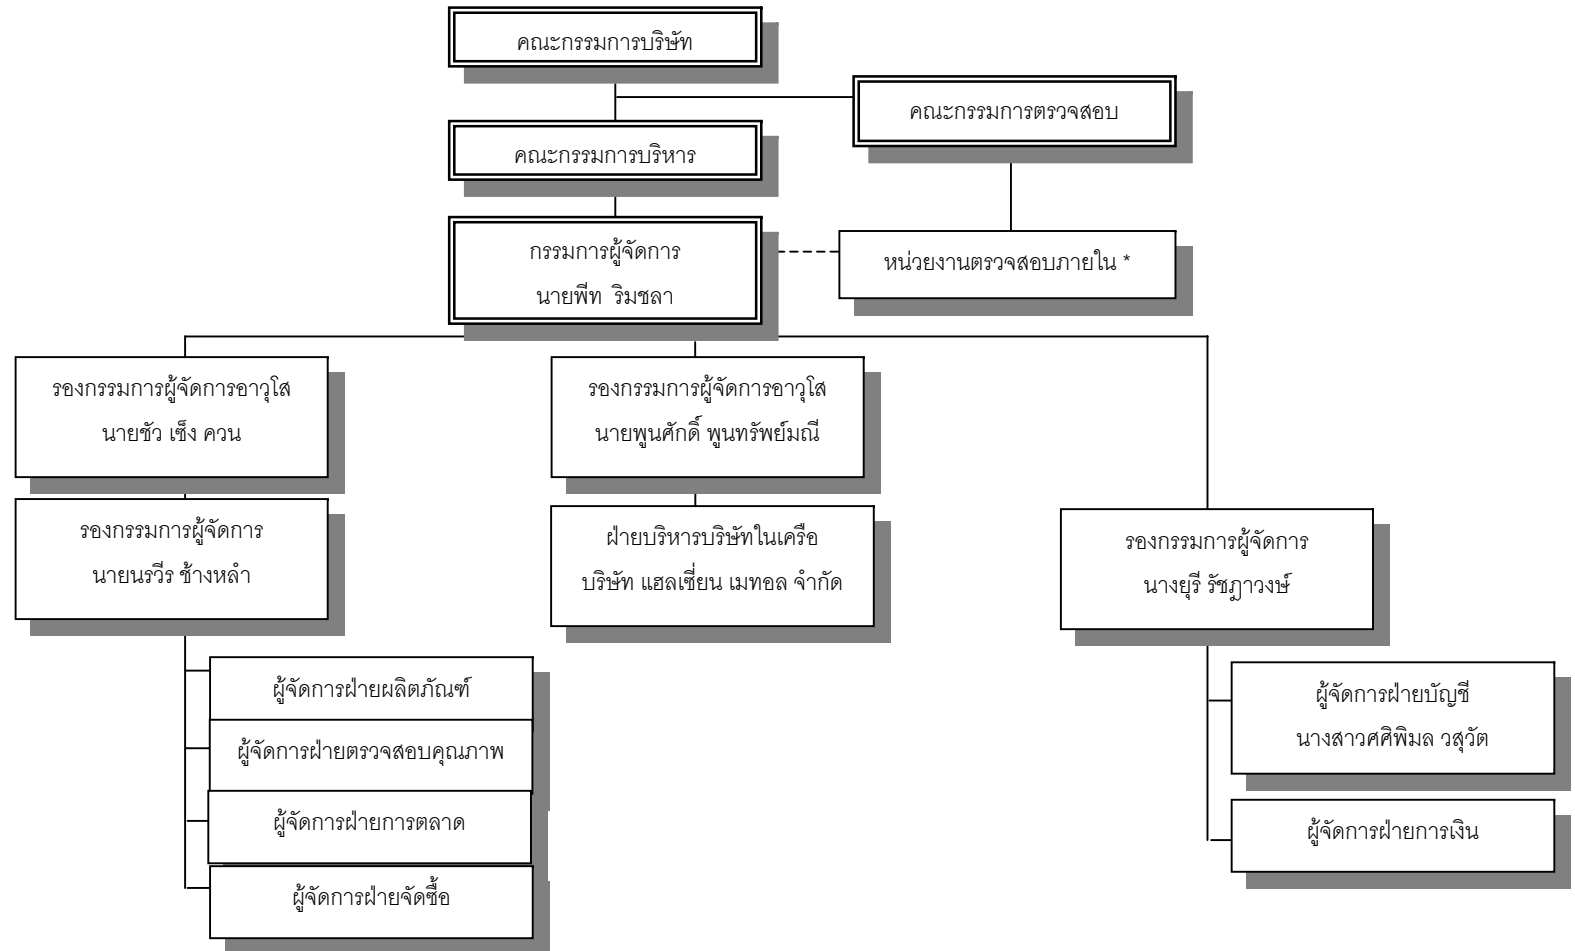 คณะกรรมการบริษัท
คณะกรรมการตรวจสอบ
คณะกรรมการบริหาร
กรรมการผู้จัดการ
นายพีท ริมชลา
หน่วยงานตรวจสอบภายใน *
รองกรรมการผู้จัดการอาวุโส
นายชัว เซ็ง ควน
รองกรรมการผู้จัดการอาวุโส
นายพูนศักดิ์ พูนทรัพย์มณี
รองกรรมการผู้จัดการ
นายนรวีร ช้างหลำ
ฝ่ายบริหารบริษัทในเครือ
บริษัท แฮลเซี่ยน เมทอล จำกัด
รองกรรมการผู้จัดการ
นางยุรี รัชฎาวงษ์
ผู้จัดการฝ่ายผลิตภัณฑ์
ผู้จัดการฝ่ายตรวจสอบคุณภาพ
ผู้จัดการฝ่ายการตลาด
ผู้จัดการฝ่ายจัดซื้อ
ผู้จัดการฝ่ายบัญชี
นางสาวศศิพิมล วสุวัต
ผู้จัดการฝ่ายการเงิน